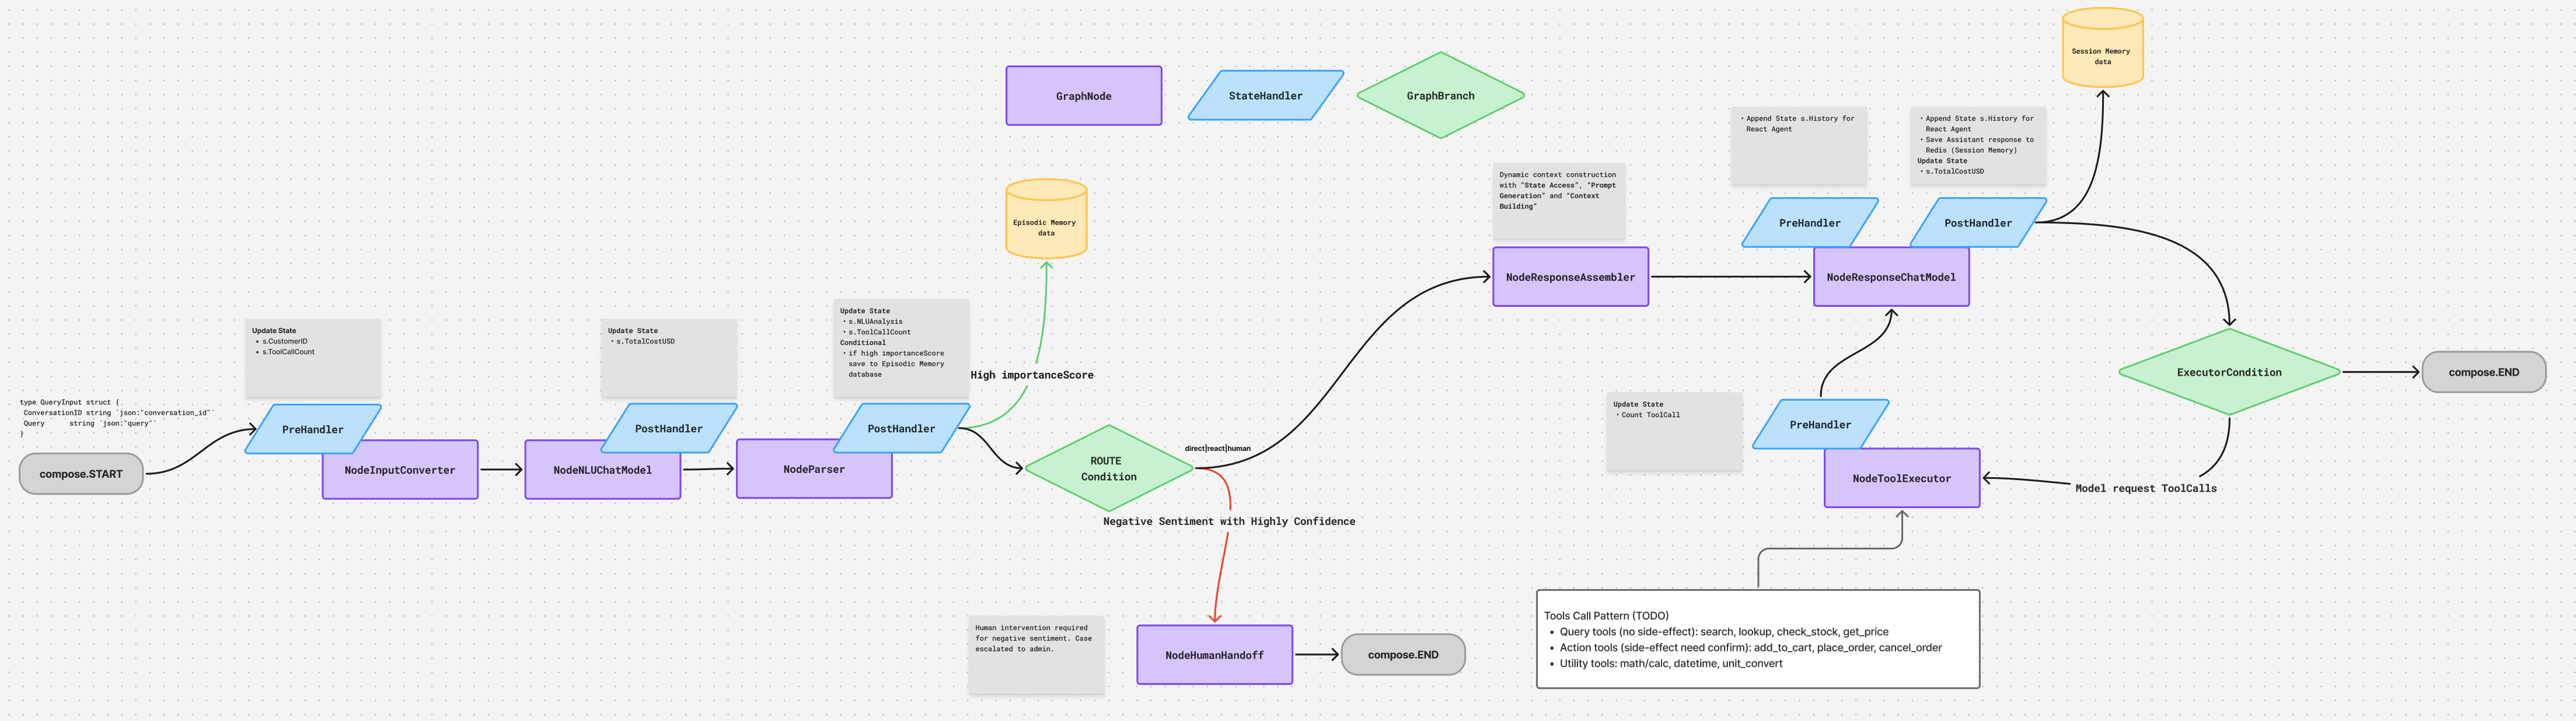 Session Memory
data
GraphNode
StateHandler
GraphBranch
• Append State s.History for
React Agent
• Append State s.History for
React Agent
• Save Assistant response to
Redis (Session Memory)
Update State
• s.TotalCostUSD
Dynamic context construction
with "State Access", "Prompt
Generation" and "Context
Building"
Episodic Memory
data
PreHandler
PostHandler
NodeResponseAssembler
NodeResponseChatModel
Update State
• s.CustomerID
• s.ToolCallCount
Update State
• s.TotalCostUSD
Update State
• s.NLUAnalysis
• s.ToolCallCount
Conditional
• if high importanceScore
save to Episodic Memory
database
High importanceScore
ExecutorCondition
compose.END
type QueryInput struct {
ConversationID string `json:"conversation_id"`
Query string `json:"query"`
}
PreHandler
PostHandler
PostHandler
Update State
• Count ToolCall
PreHandler
compose.START
NodeInputConverter
NodeNLUChatModel
NodeParser
ROUTE
Condition
direct|react|human
NodeToolExecutor
Model request ToolCalls
Negative Sentiment with Highly Confidence
Human intervention required
for negative sentiment. Case
escalated to admin.
NodeHumanHandoff
compose.END
Tools Call Pattern (TODO)
• Query tools (no side-effect): search, lookup, check_stock, get_price
• Action tools (side-effect need confirm): add_to_cart, place_order, cancel_order
• Utility tools: math/calc, datetime, unit_convert